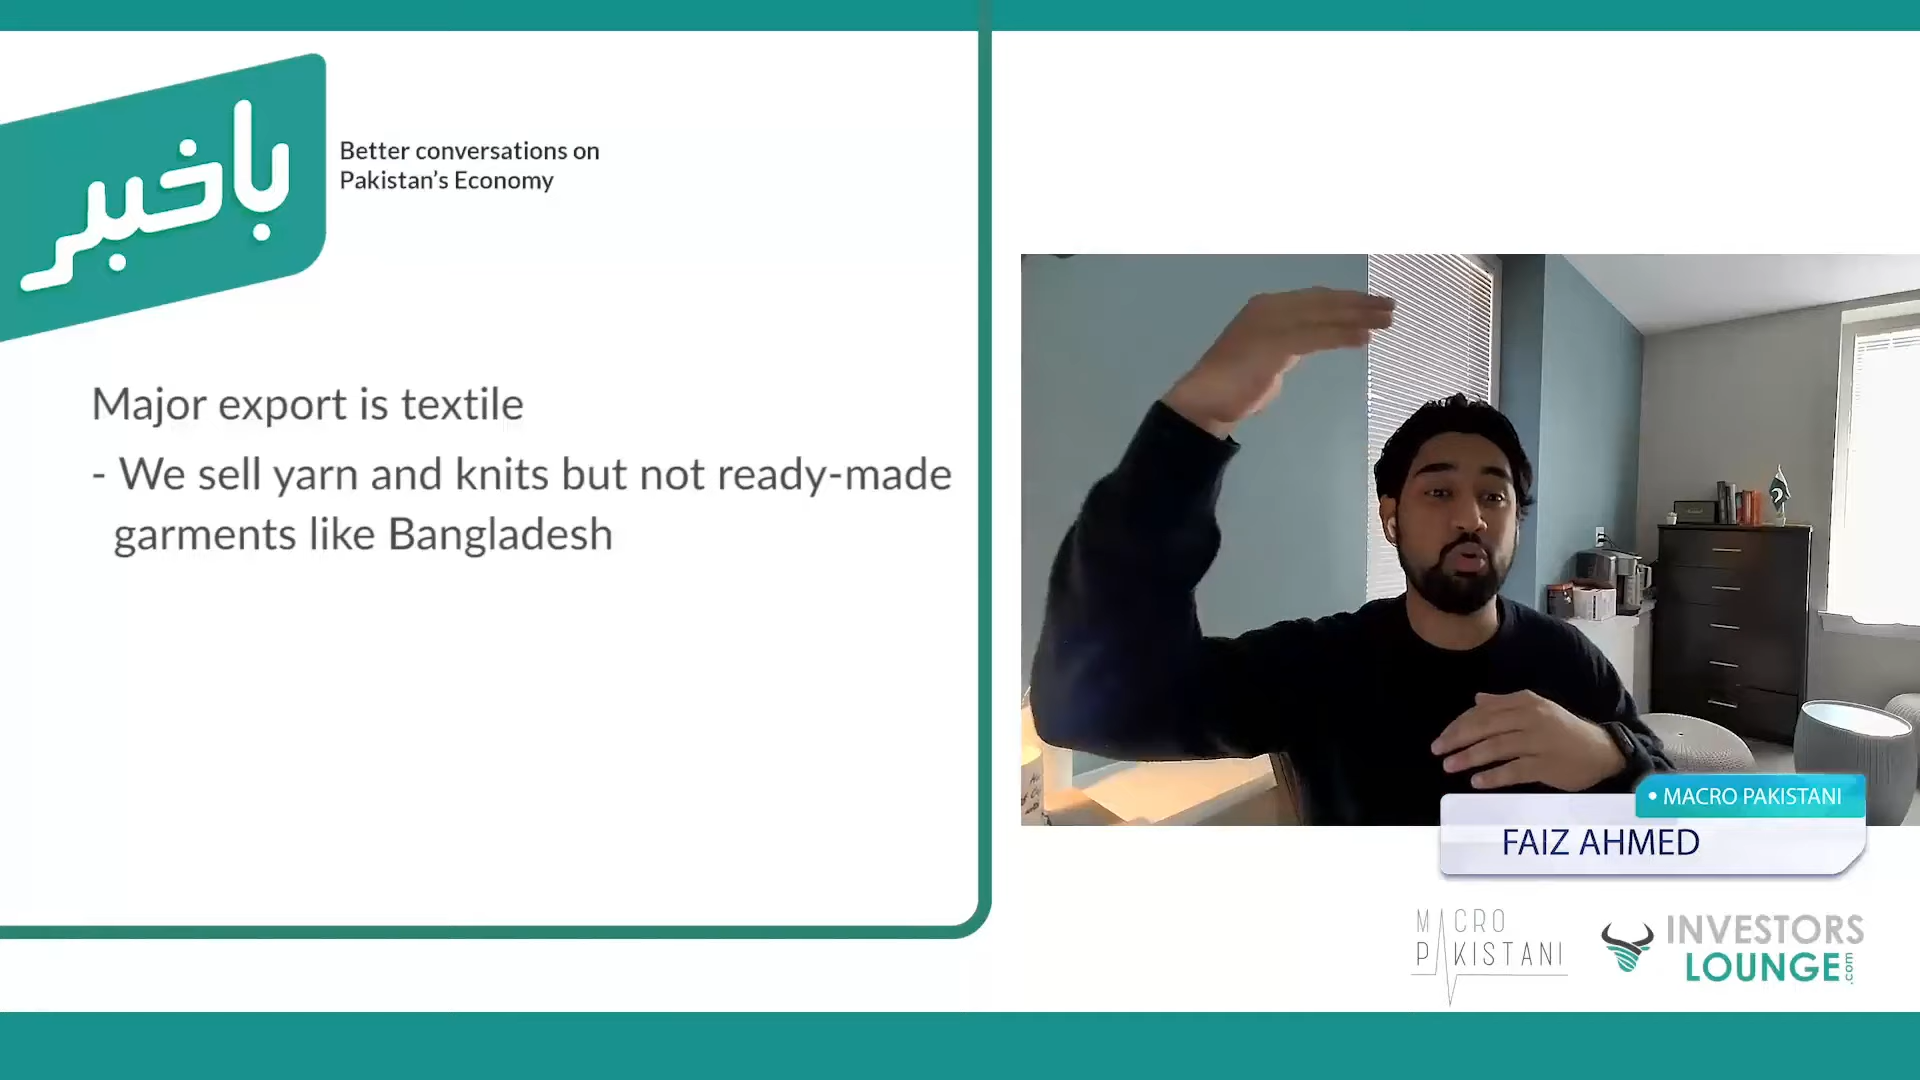 باخبر
Better conversations on
Pakistan's Economy
Major export is textile
- We sell yarn and knits but not ready-made
garments like Bangladesh
• MACRO PAKISTANI
FAIZ AHMED
MACRO
PAKISTANI
INVESTORS
LOUNGE.com